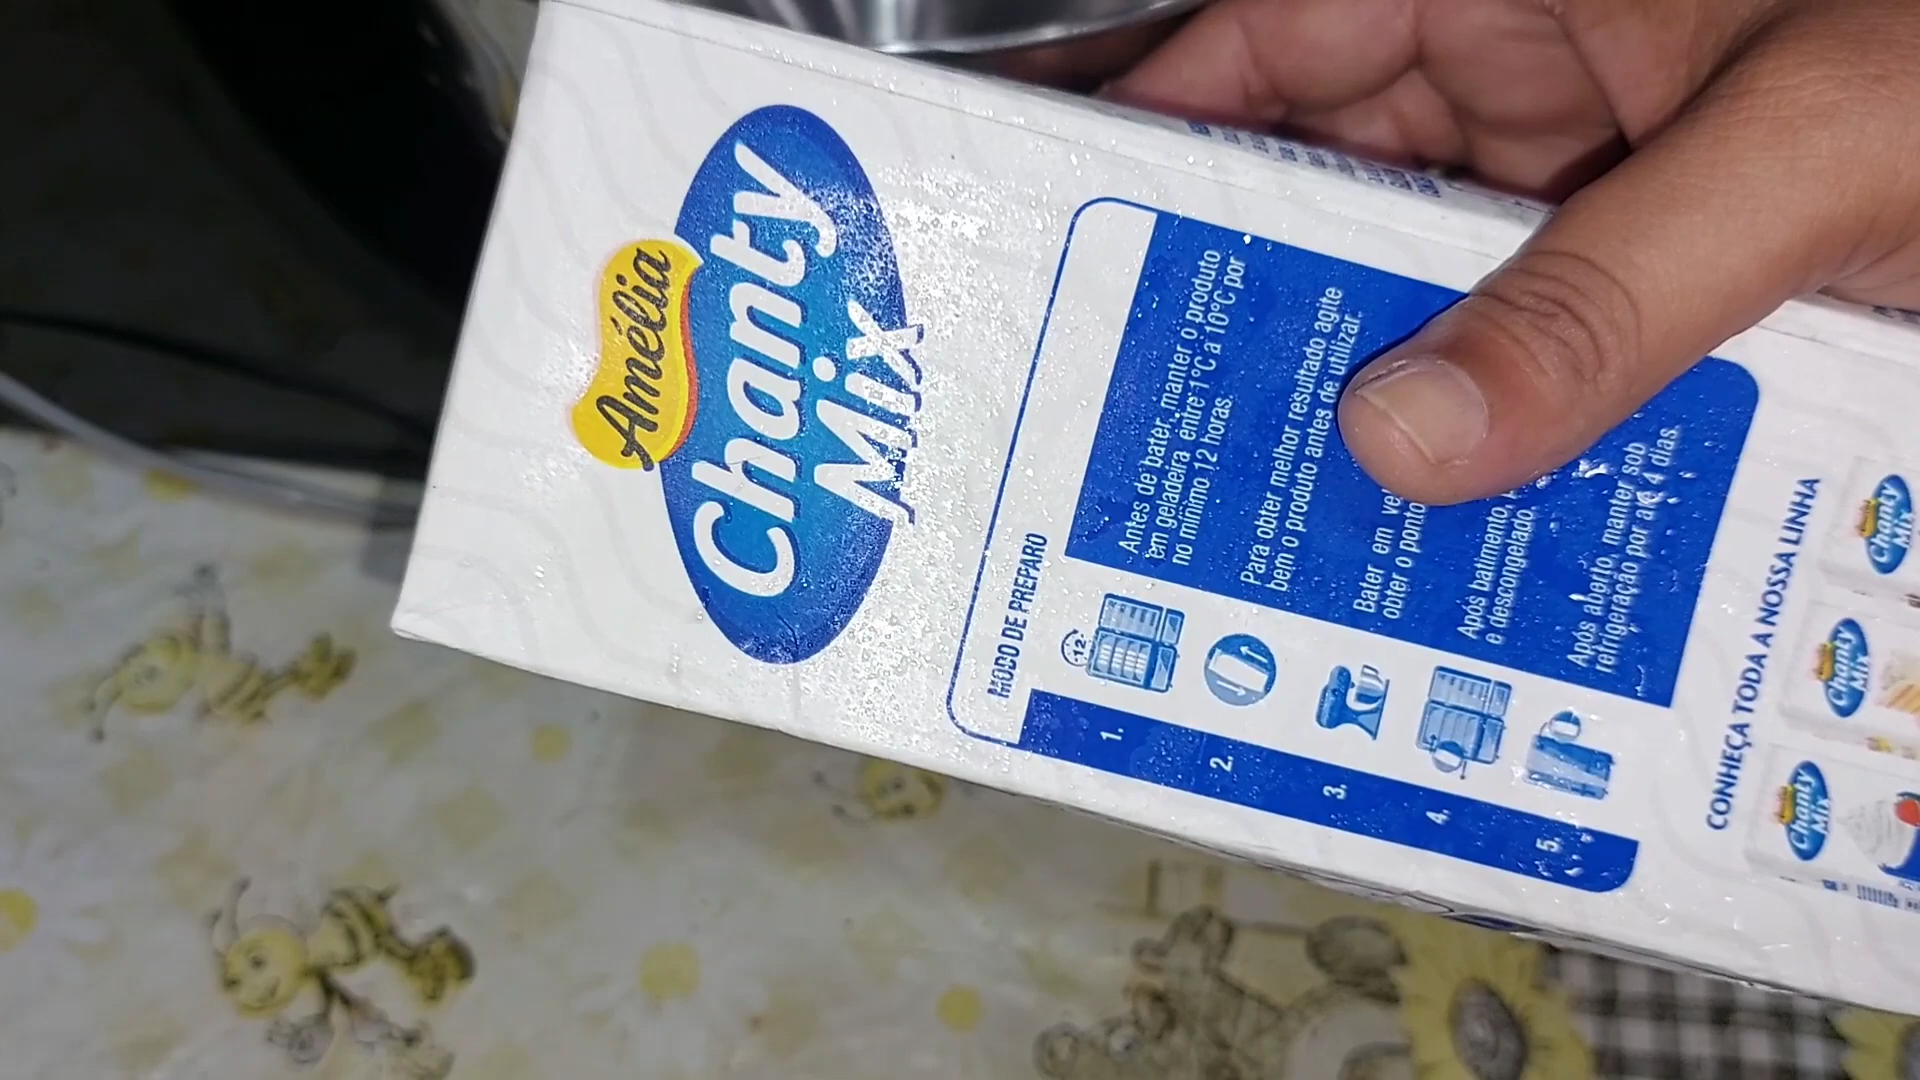 Amélia
Chanty
Mix
MODO DE PREPARO
1.
12
Antes de bater, manter o produto
em geladeira entre 1°C a 10°C por
no mínimo 12 horas.
2.
Para obter melhor resultado agite
bem o produto antes de utilizar.
3.
Bater em
obter o ponto
4.
Após batimento,
e descongelado.
5.
Após aberto, manter sob
refrigeração por até 4 dias.
CONHEÇA TODA A NOSSA LINHA
Chanty
Mix
Chanty
Mix
Chanty
Mix